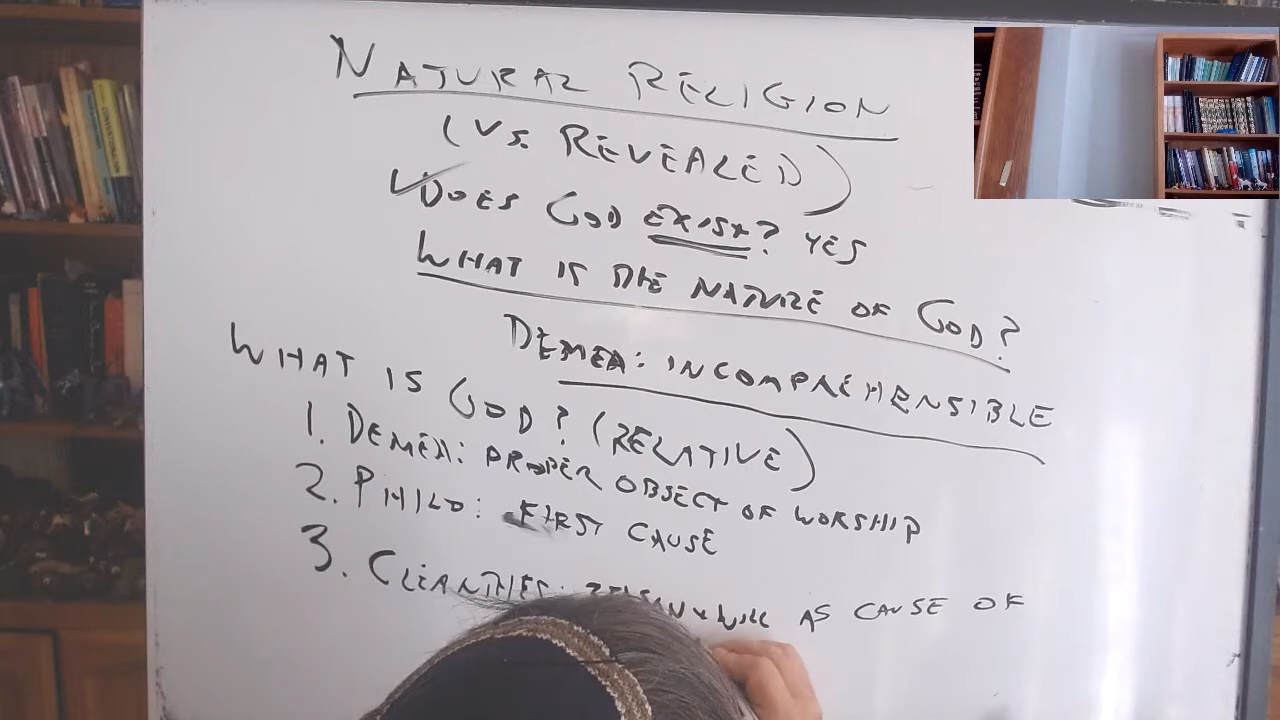 NATURAL RELIGION
(VS. REVEALED)
✓DOES GOD EXIST? YES
WHAT IS THE NATURE OF GOD?
DEMEA: INCOMPREHENSIBLE
WHAT IS GOD? (RELATIVE)
1. DEMEA: PROPER OBJECT OF WORSHIP
2. PHILO: FIRST CAUSE
3. CLEANTHES: AS CAUSE OF